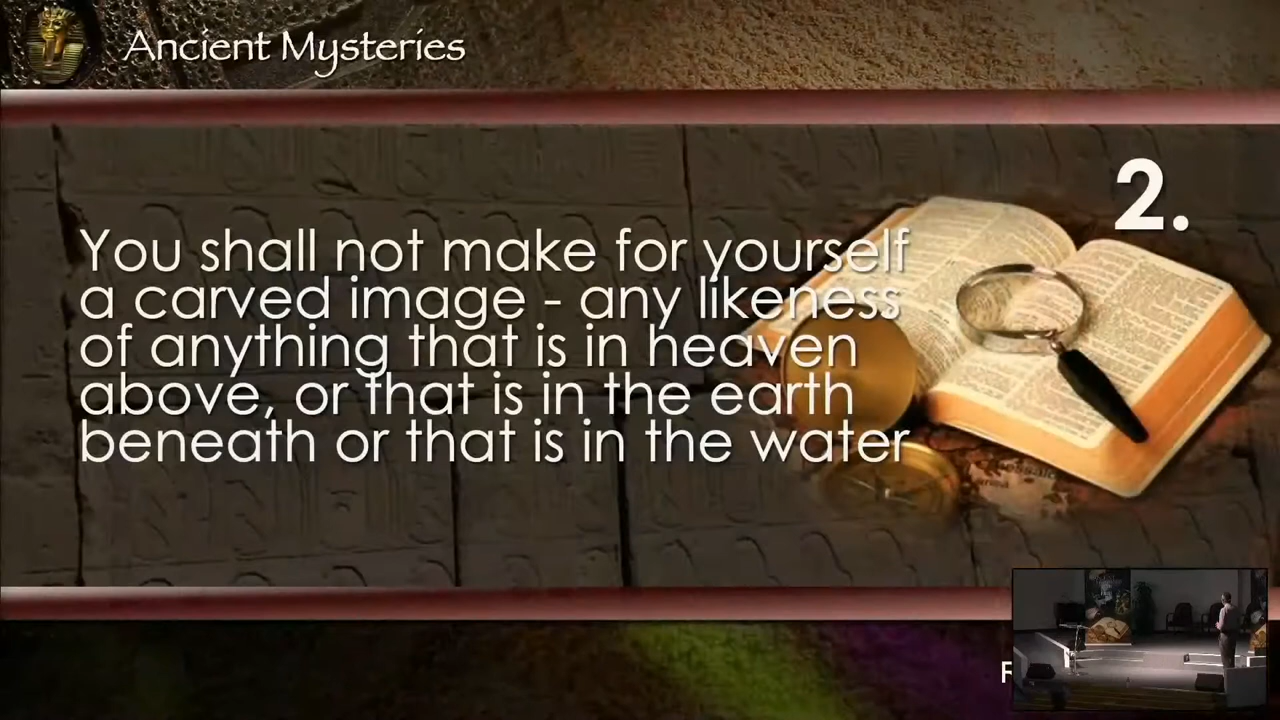 Ancient Mysteries
2.
You shall not make for yourself
a carved image - any likeness
of anything that is in heaven
above, or that is in the earth
beneath or that is in the water